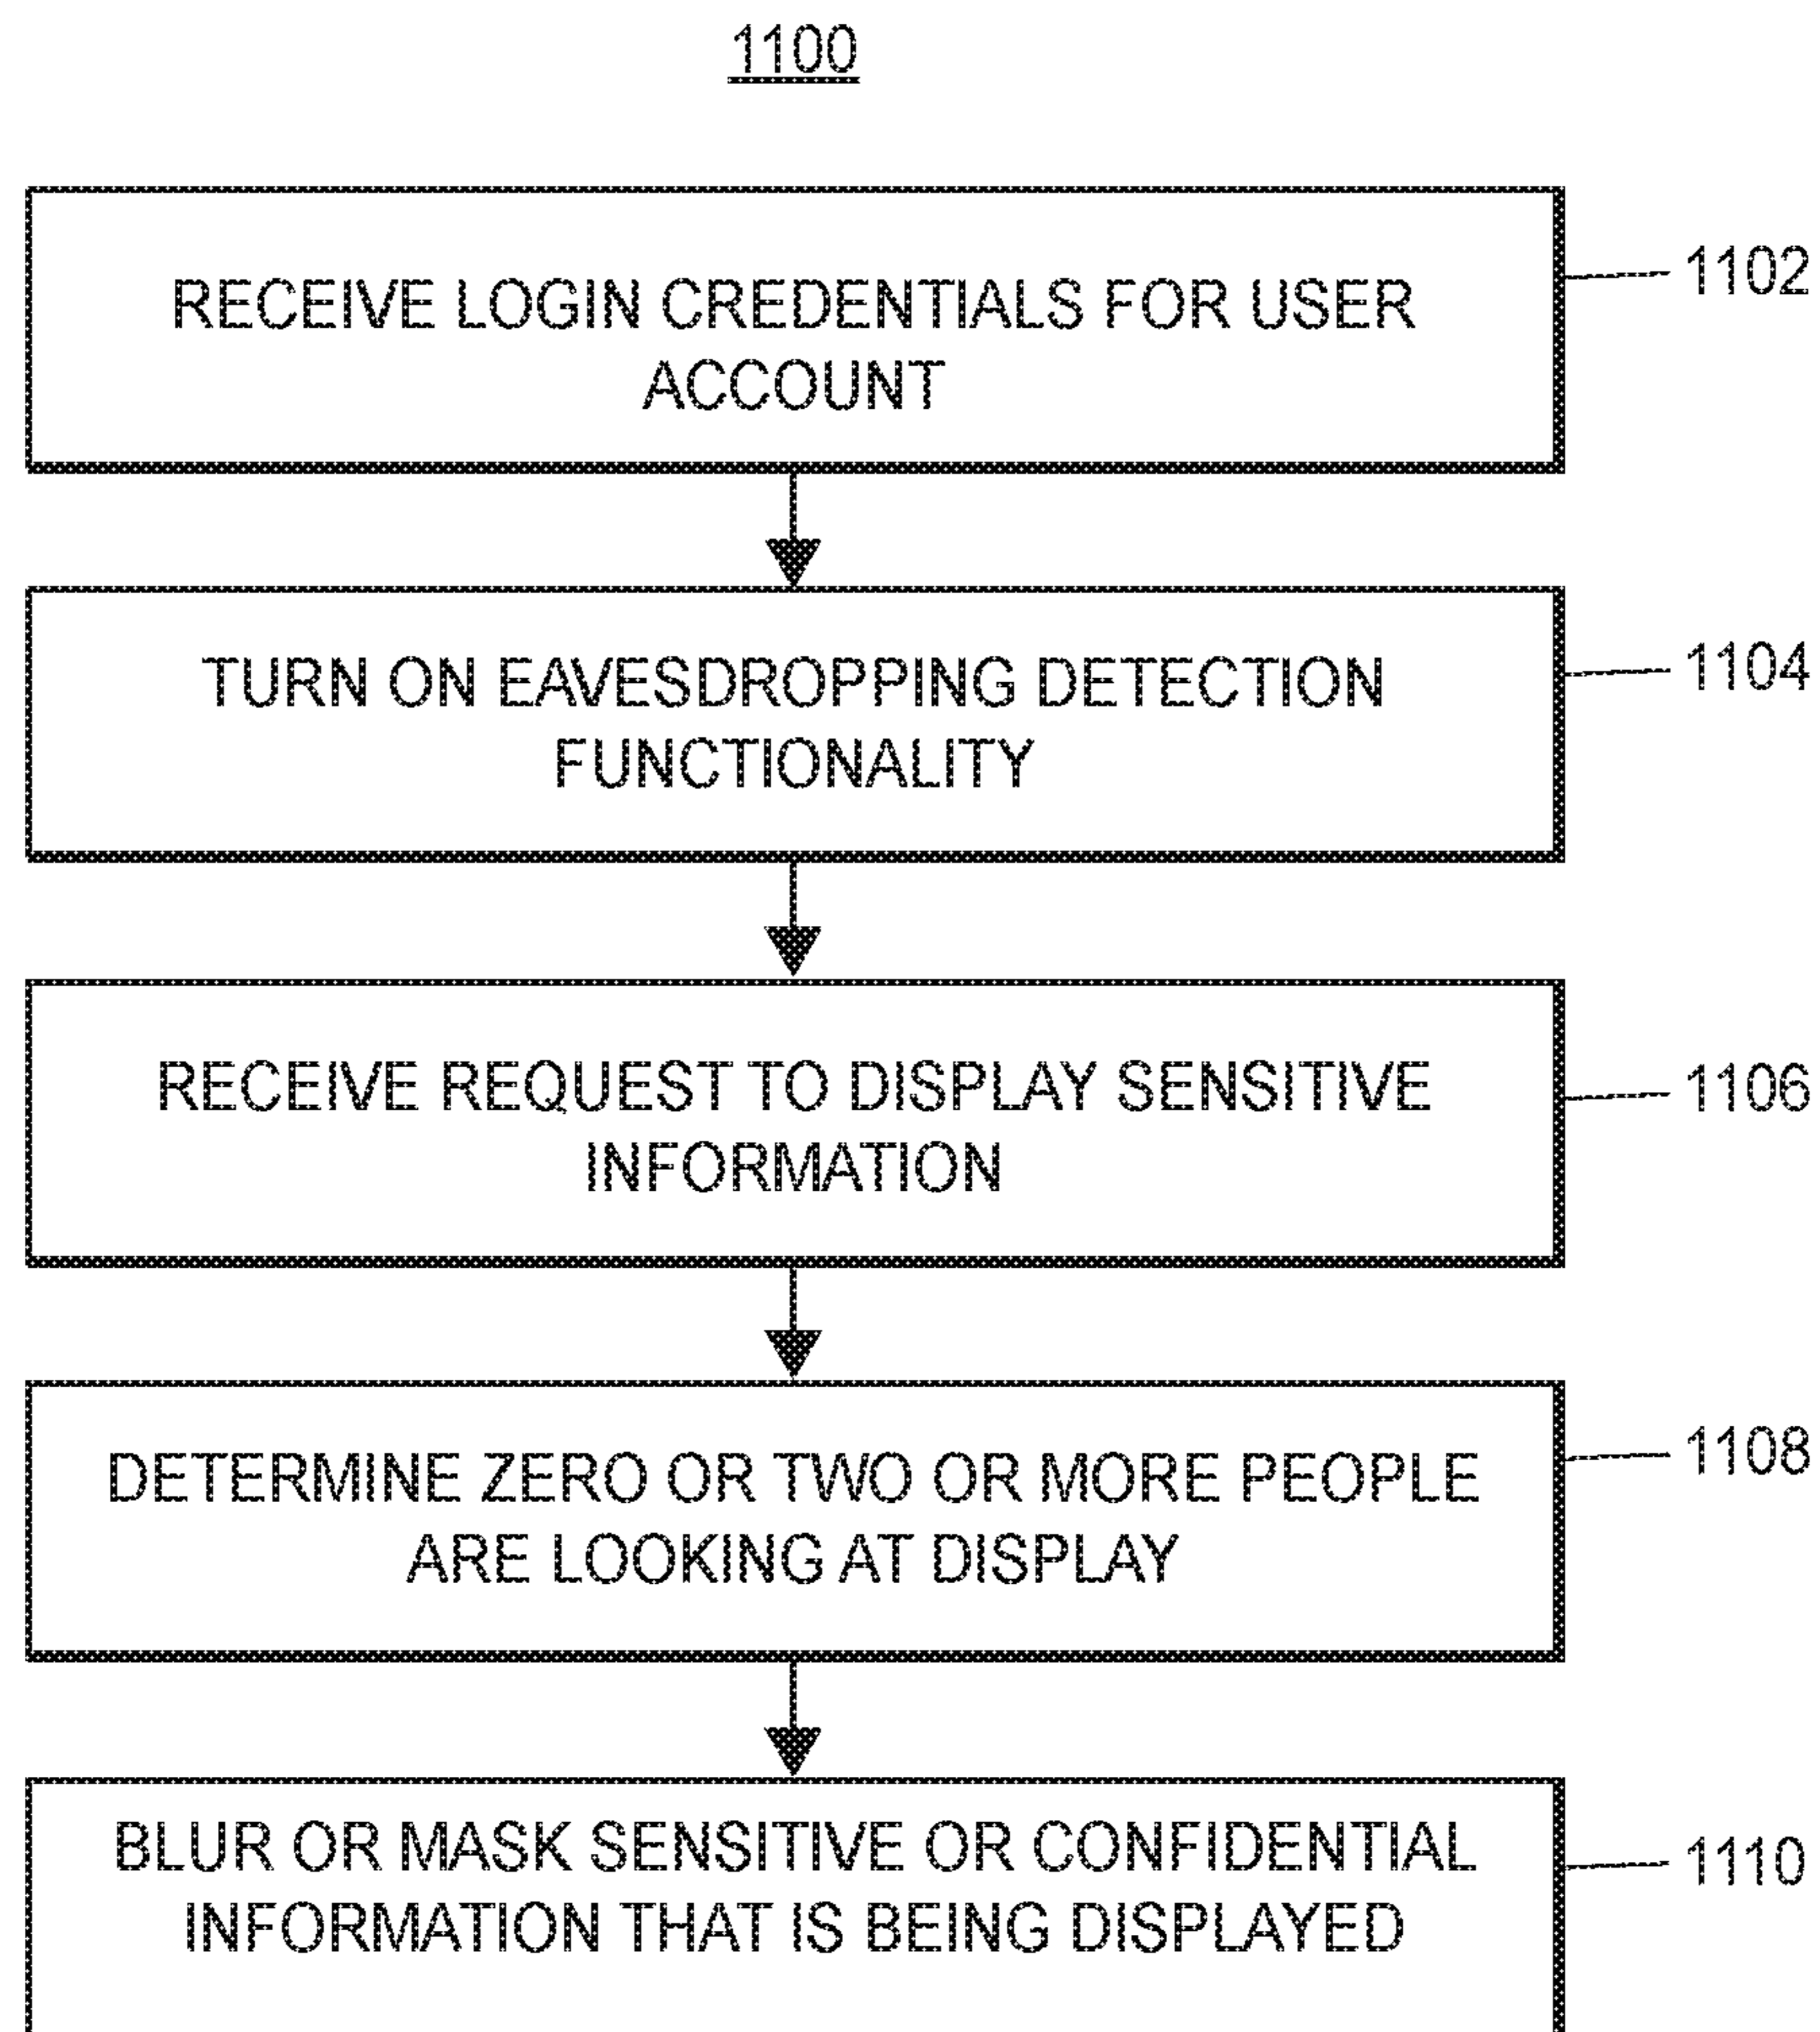 1100
RECEIVE LOGIN CREDENTIALS FOR USER
ACCOUNT
1102
TURN ON EAVESDROPPING DETECTION
FUNCTIONALITY
1104
RECEIVE REQUEST TO DISPLAY SENSITIVE
INFORMATION
1106
DETERMINE ZERO OR TWO OR MORE PEOPLE
ARE LOOKING AT DISPLAY
1108
BLUR OR MASK SENSITIVE OR CONFIDENTIAL
INFORMATION THAT IS BEING DISPLAYED
1110